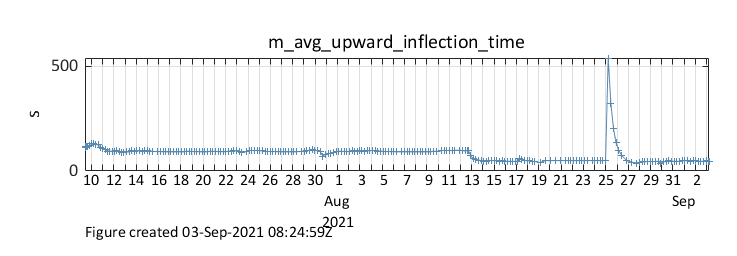 m_avg_upward_inflection_time
500
s
0
10 12 14 16 18 20 22 24 26 28 30 1 3 5 7 9 11 13 15 17 19 21 23 25 27 29 31 2
Aug Sep
2021
Figure created 03-Sep-2021 08:24:59Z